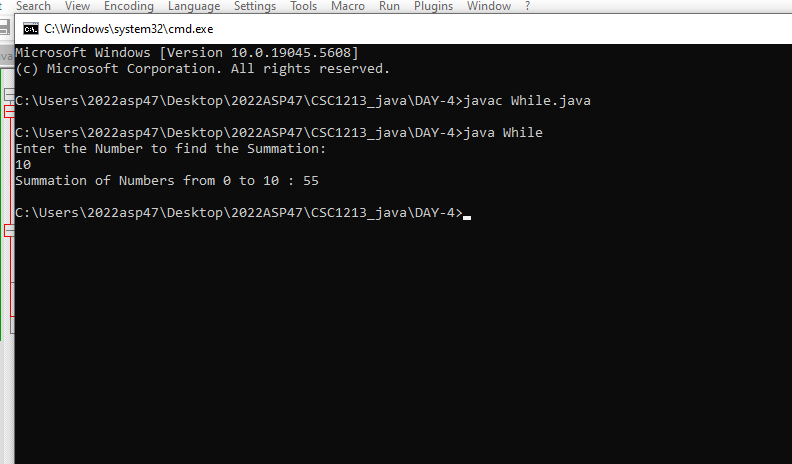 Search View Encoding Language Settings Tools Macro Run Plugins Window ?
C:\Windows\system32\cmd.exe
Microsoft Windows [Version 10.0.19045.5608]
(c) Microsoft Corporation. All rights reserved.
C:\Users\2022asp47\Desktop\2022ASP47\CSC1213_java\DAY-4>javac While.java
C:\Users\2022asp47\Desktop\2022ASP47\CSC1213_java\DAY-4>java While
Enter the Number to find the Summation:
10
Summation of Numbers from 0 to 10 : 55
C:\Users\2022asp47\Desktop\2022ASP47\CSC1213_java\DAY-4>